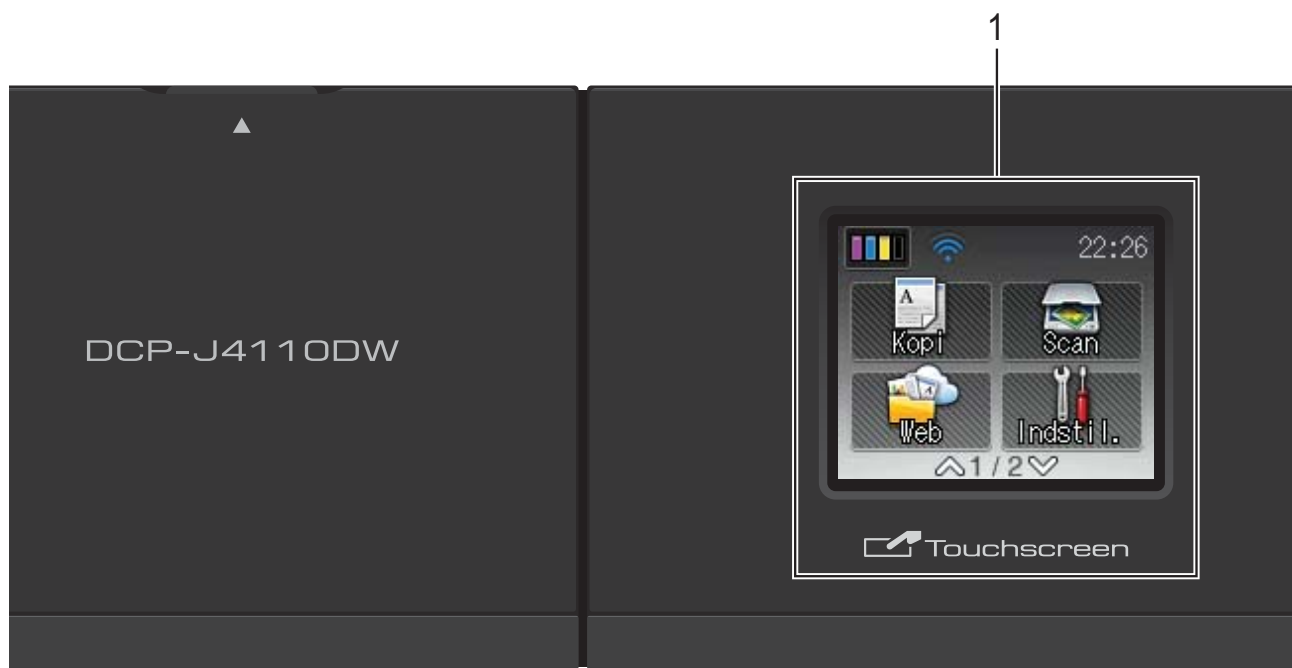 1
DCP-J4110DW
22:26
A
Kopi
Scan
A
Web
Indstil.
1 / 2
Touchscreen